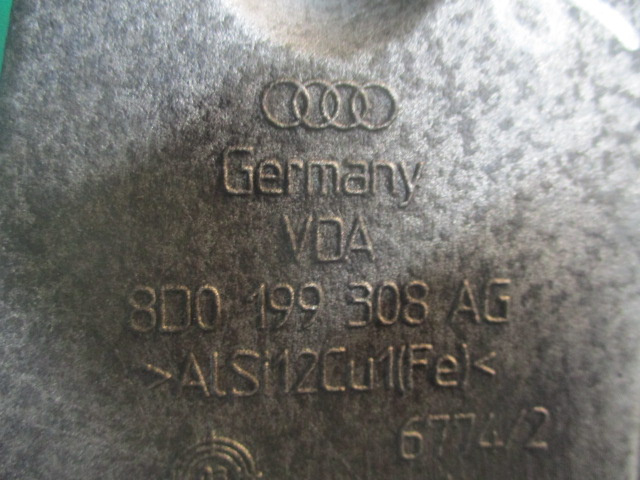 Germany
VDA
8D0 199 308 AG
>AlSi12Cu1(Fe)<
6774/2